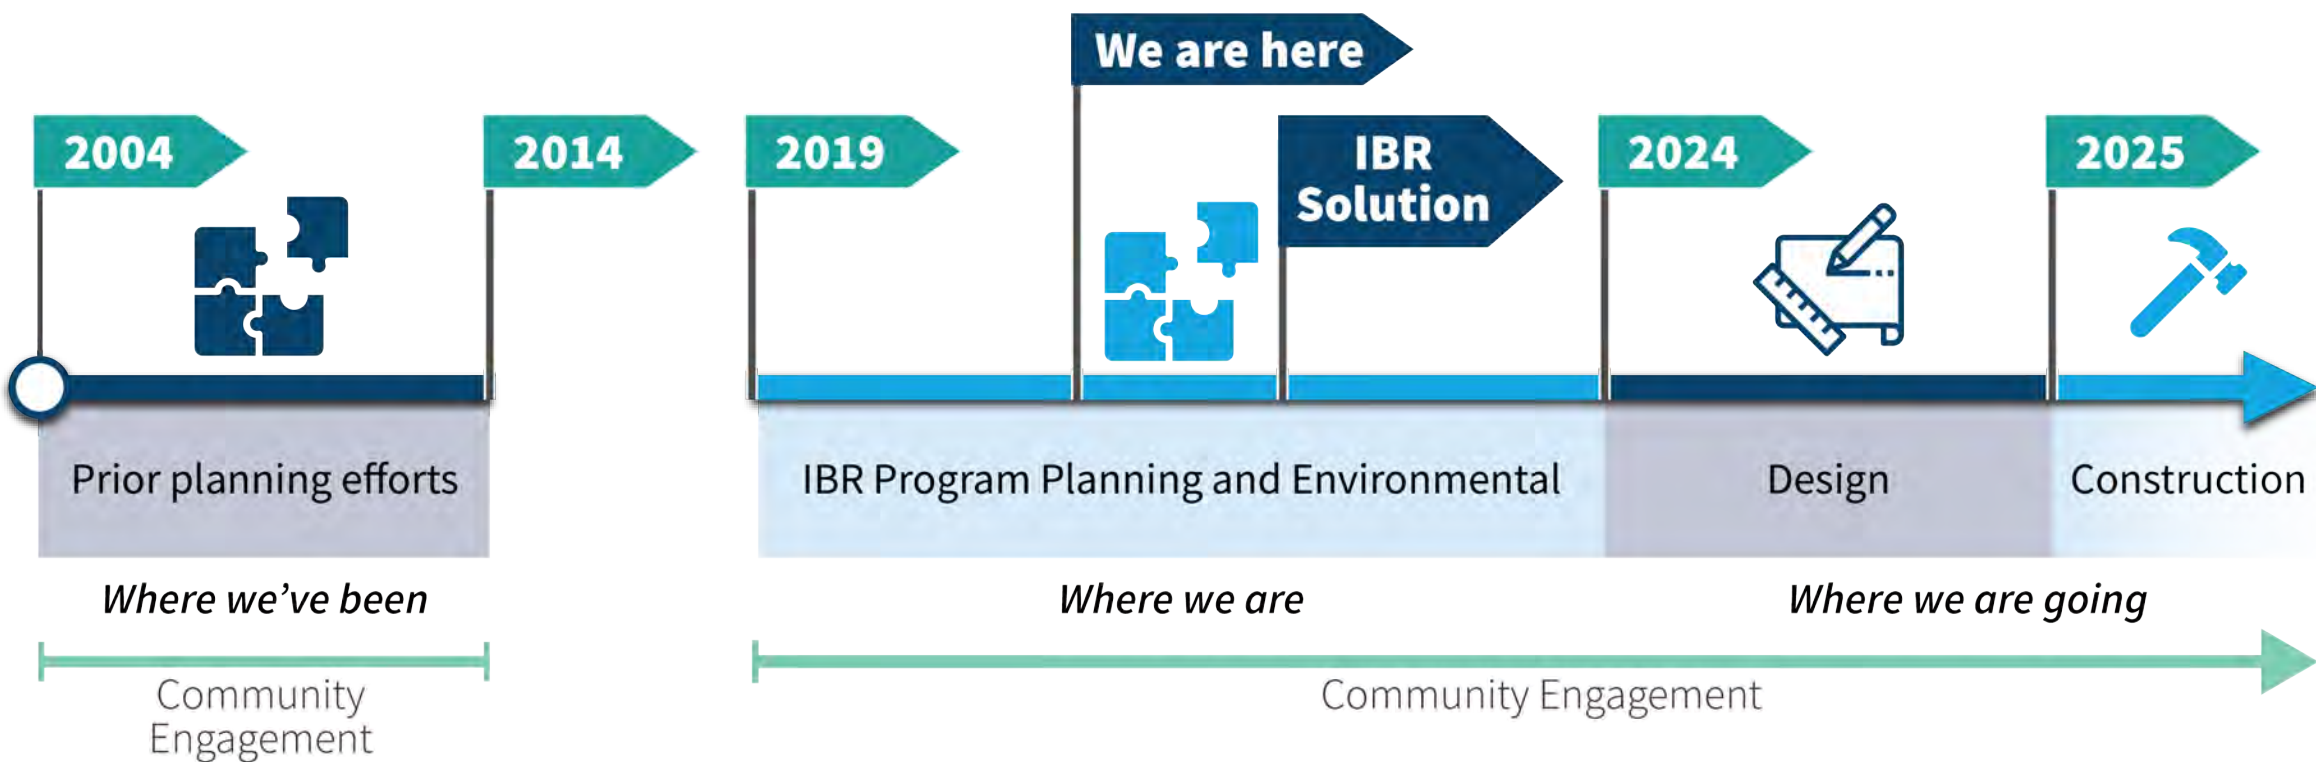 We are here
2004
2014
2019
IBR
Solution
2024
2025
Prior planning efforts
IBR Program Planning and Environmental
Design
Construction
Where we’ve been
Where we are
Where we are going
Community
Engagement
Community Engagement